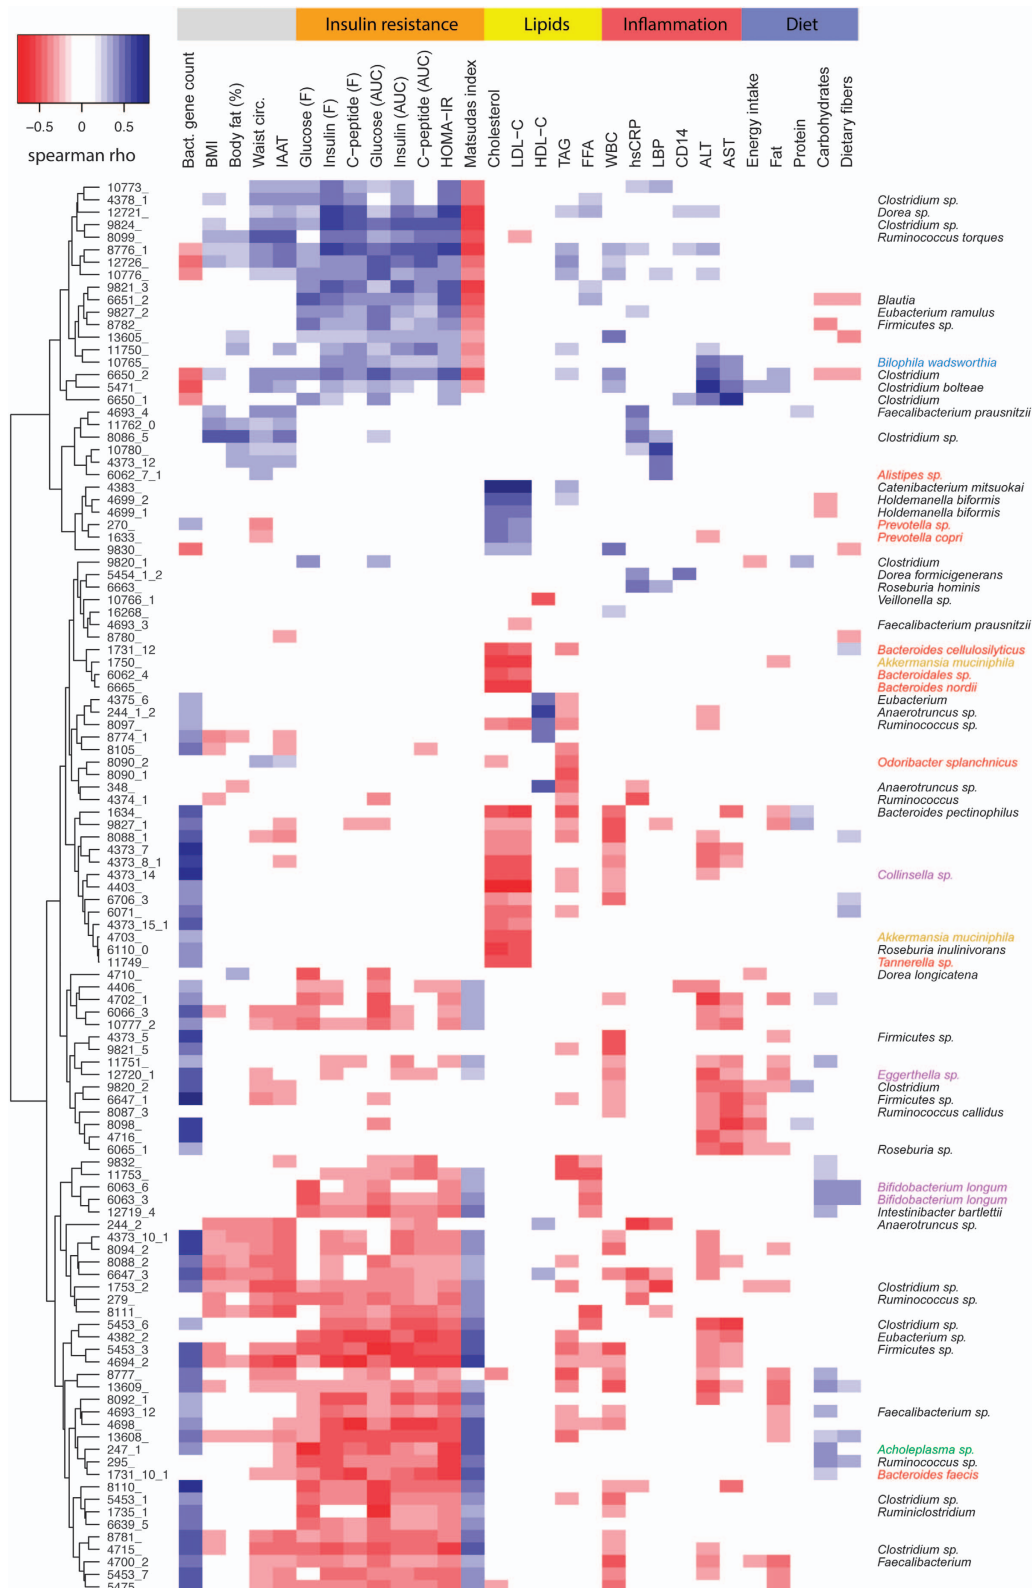 Insulin resistance Lipids Inflammation Diet
−0.5 0 0.5
spearman rho
Bact. gene count
BMI
Body fat (%)
Waist circ.
IAAT
Glucose (F)
Insulin (F)
C−peptide (F)
Glucose (AUC)
Insulin (AUC)
C−peptide (AUC)
HOMA−IR
Matsudas index
Cholesterol
LDL−C
HDL−C
TAG
FFA
WBC
hsCRP
LBP
CD14
ALT
AST
Energy intake
Fat
Protein
Carbohydrates
Dietary fibers
10773_
4378_1 Clostridium sp.
12721_ Dorea sp.
9824_ Clostridium sp.
8099_ Ruminococcus torques
8776_1
12726_
10776_
9821_3
6651_2 Blautia
9827_2 Eubacterium ramulus
8782_ Firmicutes sp.
13605_
11750_
10765_ Bilophila wadsworthia
6650_2 Clostridium
5471_ Clostridium bolteae
6650_1 Clostridium
4693_4 Faecalibacterium prausnitzii
11762_0
8086_5 Clostridium sp.
10780_
4373_12
6062_7_1 Alistipes sp.
4383_ Catenibacterium mitsuokai
4699_2 Holdemanella biformis
4699_1 Holdemanella biformis
270_ Prevotella sp.
1633_ Prevotella copri
9830_
9820_1 Clostridium
5454_1_2 Dorea formicigenerans
6663_ Roseburia hominis
10766_1 Veillonella sp.
16268_
4693_3 Faecalibacterium prausnitzii
8780_
1731_12 Bacteroides cellulosilyticus
1750_ Akkermansia muciniphila
6062_4 Bacteroidales sp.
6665_ Bacteroides nordii
4375_6 Eubacterium
244_1_2 Anaerotruncus sp.
8097_ Ruminococcus sp.
8774_1
8105_
8090_2 Odoribacter splanchnicus
8090_1
348_ Anaerotruncus sp.
4374_1 Ruminococcus
1634_ Bacteroides pectinophilus
9827_1
8088_1
4373_7
4373_8_1
4373_14 Collinsella sp.
4403_
6706_3
6071_
4373_15_1
4703_ Akkermansia muciniphila
6110_0 Roseburia inulinivorans
11749_ Tannerella sp.
4710_ Dorea longicatena
4406_
4702_1
6066_3
10777_2
4373_5 Firmicutes sp.
9821_5
11751_
12720_1 Eggerthella sp.
9820_2 Clostridium
6647_1 Firmicutes sp.
8087_3 Ruminococcus callidus
8098_
4716_
6065_1 Roseburia sp.
9832_
11753_
6063_6 Bifidobacterium longum
6063_3 Bifidobacterium longum
12719_4 Intestinibacter bartlettii
244_2 Anaerotruncus sp.
4373_10_1
8094_2
8088_2
6647_3
1753_2 Clostridium sp.
279_ Ruminococcus sp.
8111_
5453_6 Clostridium sp.
4382_2 Eubacterium sp.
5453_3 Firmicutes sp.
4694_2
8777_
13609_
8092_1
4693_12 Faecalibacterium sp.
4698_
13608_
247_1 Acholeplasma sp.
295_ Ruminococcus sp.
1731_10_1 Bacteroides faecis
8110_
5453_1 Clostridium sp.
1735_1 Ruminiclostridium
6639_5
8781_
4715_ Clostridium sp.
4700_2 Faecalibacterium
5453_7
5475_